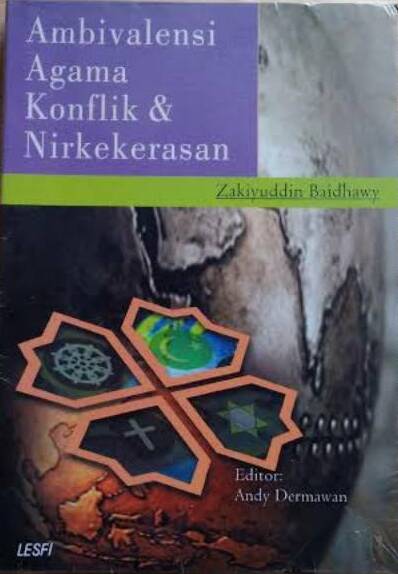 Ambivalensi
Agama
Konflik &
Nirkekerasan
Zakiyuddin Baidhawy
Editor:
Andy Dermawan
LESFI